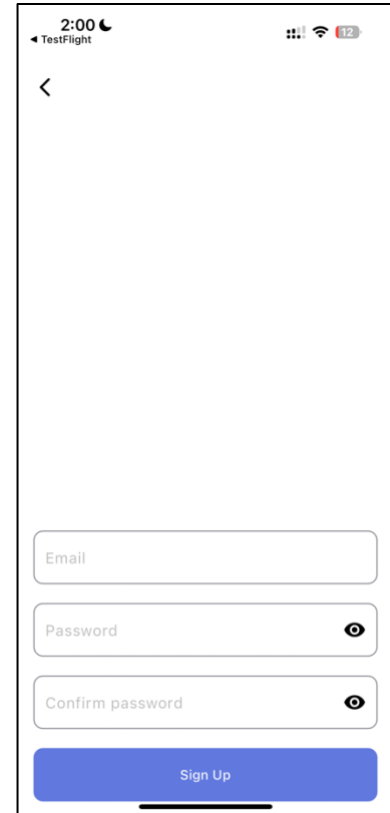 2:00
◀ TestFlight
12
Email
Password
Confirm password
Sign Up